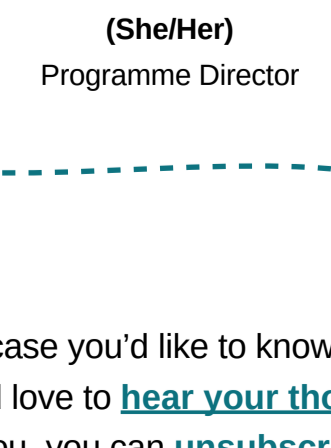 (She/Her)
Programme Director
case you'd like to know
love to hear your
you can